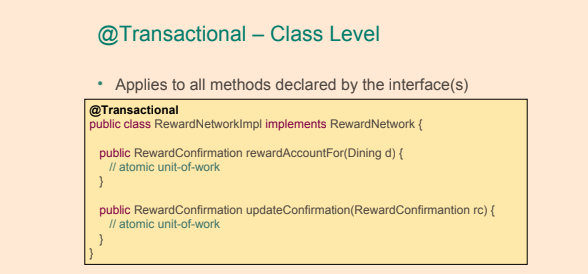 @Transactional – Class Level
• Applies to all methods declared by the interface(s)
@Transactional
public class RewardNetworkImpl implements RewardNetwork {
public RewardConfirmation rewardAccountFor(Dining d) {
// atomic unit-of-work
}
public RewardConfirmation updateConfirmation(RewardConfirmantion rc) {
// atomic unit-of-work
}
}